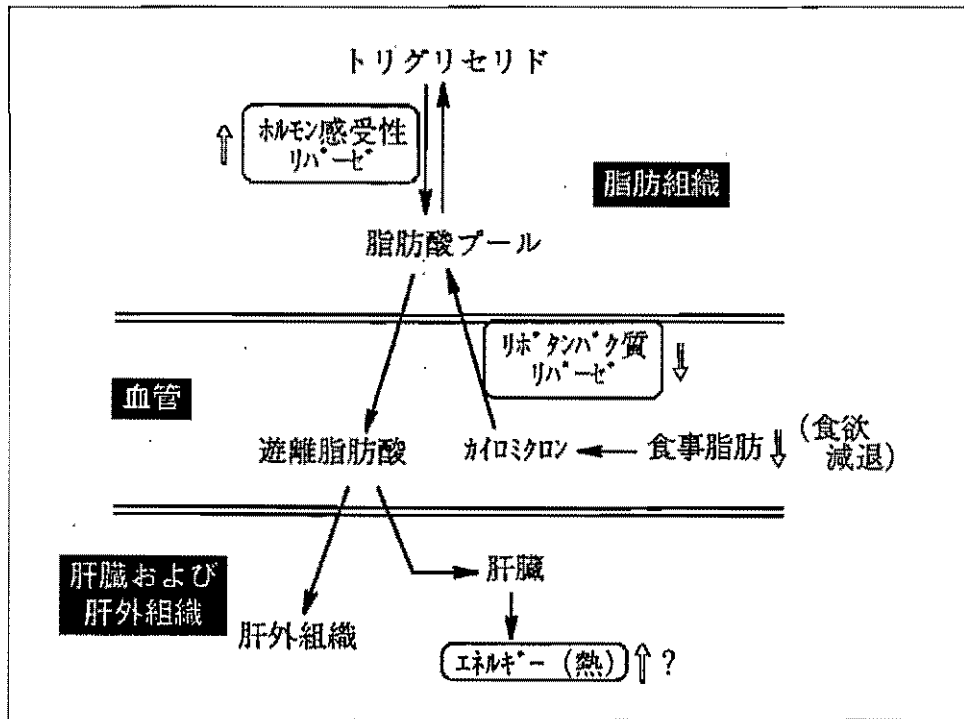 トリグリセリド
ホルモン感受性
リパーゼ
脂肪組織
脂肪酸プール
リポタンパク質
リパーゼ
血管
遊離脂肪酸
カイロミクロン
食事脂肪
(食欲
減退)
肝臓および
肝外組織
肝臓
肝外組織
エネルギー(熱)
?